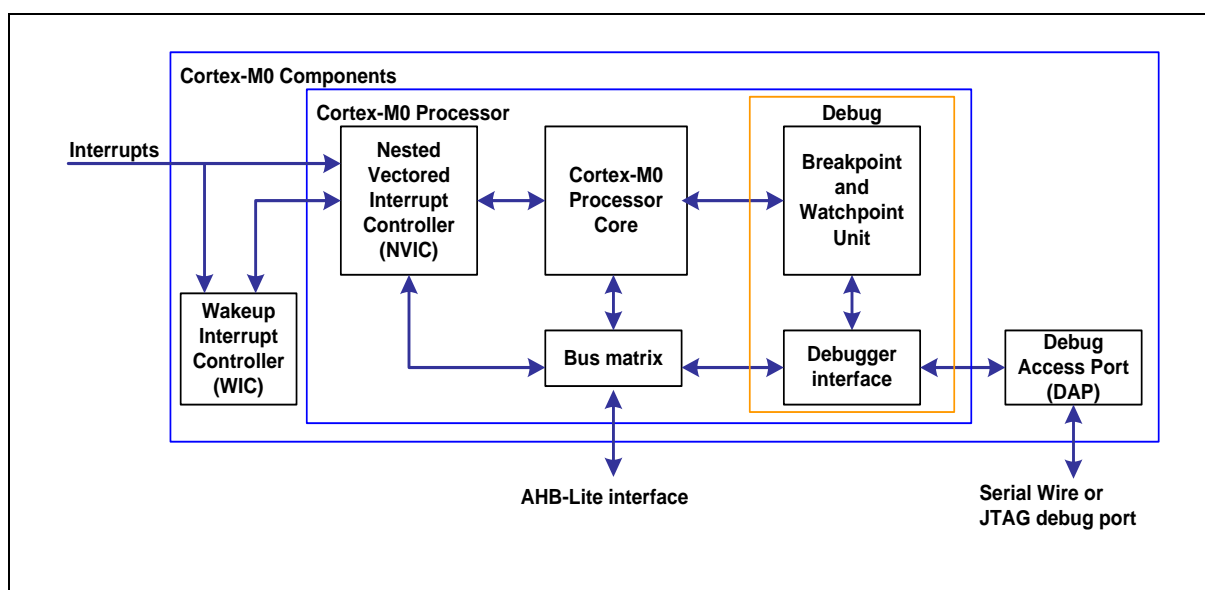 Cortex-M0 Components
Cortex-M0 Processor
Debug
Interrupts
Nested
Vectored
Interrupt
Controller
(NVIC)
Cortex-M0
Processor
Core
Breakpoint
and
Watchpoint
Unit
Wakeup
Interrupt
Controller
(WIC)
Bus matrix
Debugger
interface
Debug
Access Port
(DAP)
AHB-Lite interface
Serial Wire or
JTAG debug port